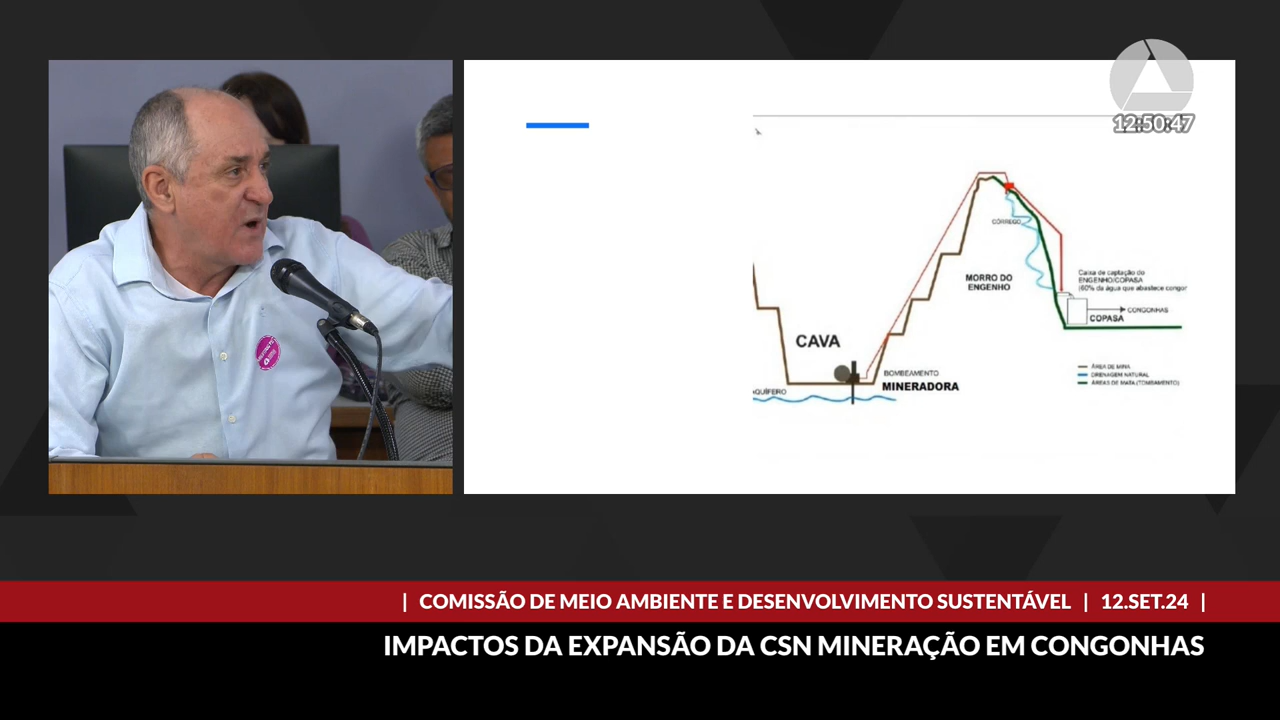 12:50:47
CÓRREGO
MORRO DO
ENGENHO
Caixa de captação do
ENGENHO/COPASA
(60% da água que abastece congor
CONGONHAS
COPASA
CAVA
BOMBEAMENTO
MINERADORA
QUÍFERO
ÁREA DE MINA
DRENAGEM NATURAL
ÁREAS DE MATA (TOMBAMENTO)
| COMISSÃO DE MEIO AMBIENTE E DESENVOLVIMENTO SUSTENTÁVEL | 12.SET.24 |
IMPACTOS DA EXPANSÃO DA CSN MINERAÇÃO EM CONGONHAS